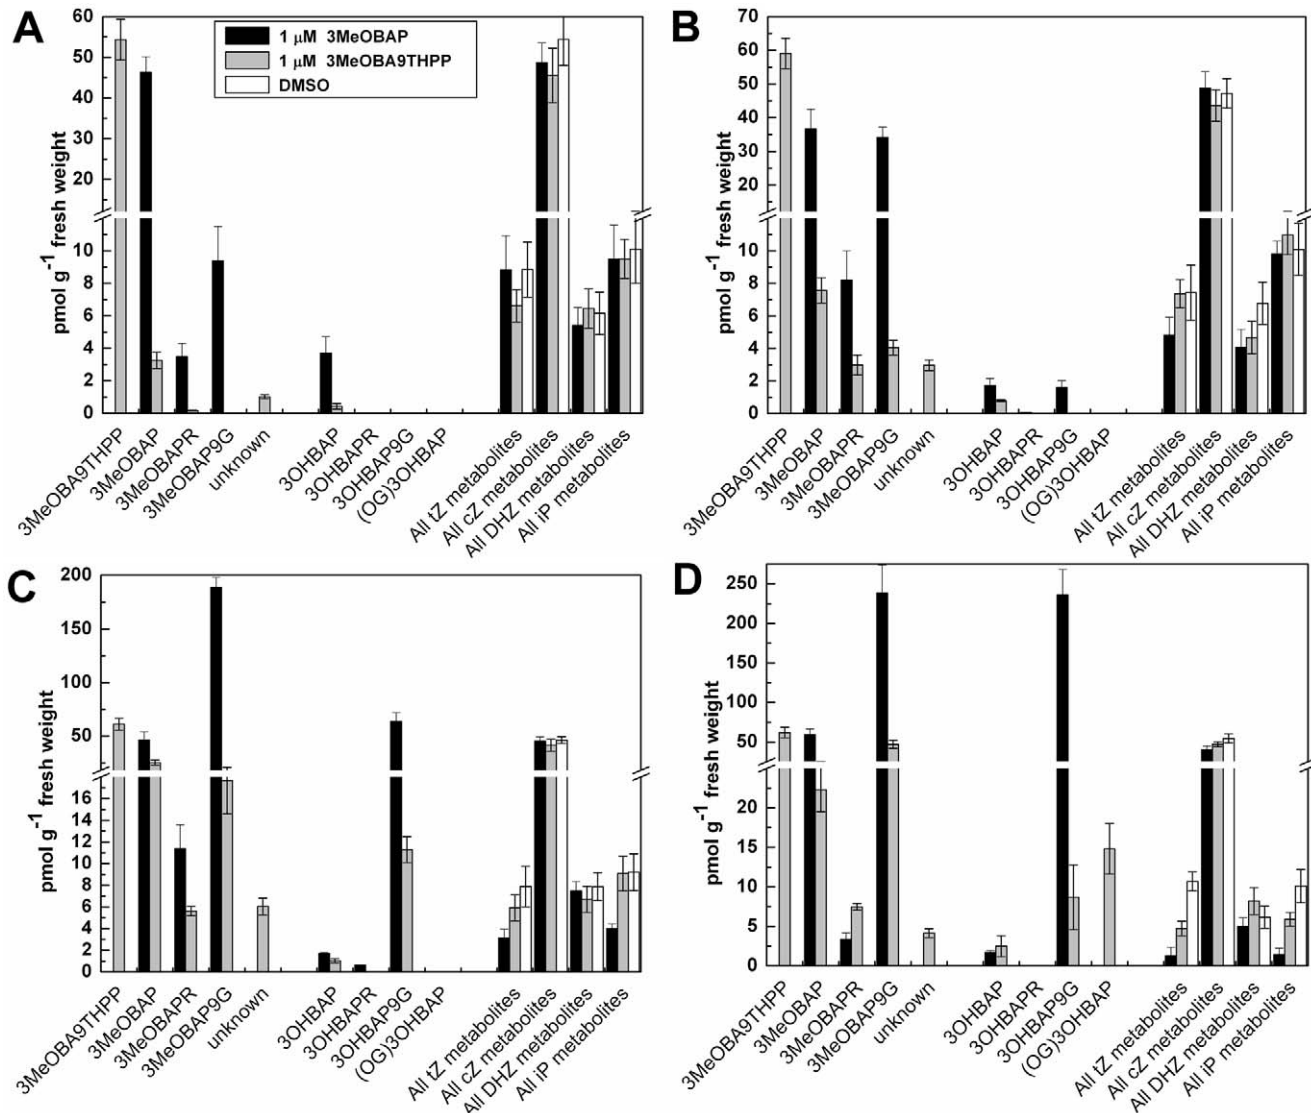 A
60
50
40
30
20
10
8
6
4
2
0
pmol g⁻¹ fresh weight
1 μM 3MeOBAP
1 μM 3MeOBA9THPP
DMSO
3MeOBA9THPP
3MeOBAP
3MeOBAPR
3MeOBAP9G
unknown
3OHBAP
3OHBAPR
3OHBAP9G
(OG)3OHBAP
All tZ metabolites
All cZ metabolites
All DHZ metabolites
All iP metabolites
B
70
60
50
40
30
20
10
8
6
4
2
0
pmol g⁻¹ fresh weight
3MeOBA9THPP
3MeOBAP
3MeOBAPR
3MeOBAP9G
unknown
3OHBAP
3OHBAPR
3OHBAP9G
(OG)3OHBAP
All tZ metabolites
All cZ metabolites
All DHZ metabolites
All iP metabolites
C
200
150
100
50
16
14
12
10
8
6
4
2
0
pmol g⁻¹ fresh weight
3MeOBA9THPP
3MeOBAP
3MeOBAPR
3MeOBAP9G
unknown
3OHBAP
3OHBAPR
3OHBAP9G
(OG)3OHBAP
All tZ metabolites
All cZ metabolites
All DHZ metabolites
All iP metabolites
D
250
200
150
100
50
20
15
10
5
0
pmol g⁻¹ fresh weight
3MeOBA9THPP
3MeOBAP
3MeOBAPR
3MeOBAP9G
unknown
3OHBAP
3OHBAPR
3OHBAP9G
(OG)3OHBAP
All tZ metabolites
All cZ metabolites
All DHZ metabolites
All iP metabolites